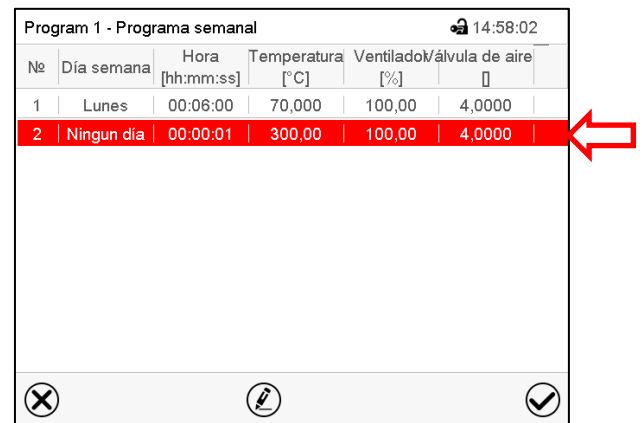 Program 1 - Programa semanal 14:58:02
№ Día semana Hora [hh:mm:ss] Temperatura [°C] Ventilador [%] Válvula de aire []
1 Lunes 00:06:00 70,000 100,00 4,0000
2 Ningun día 00:00:01 300,00 100,00 4,0000